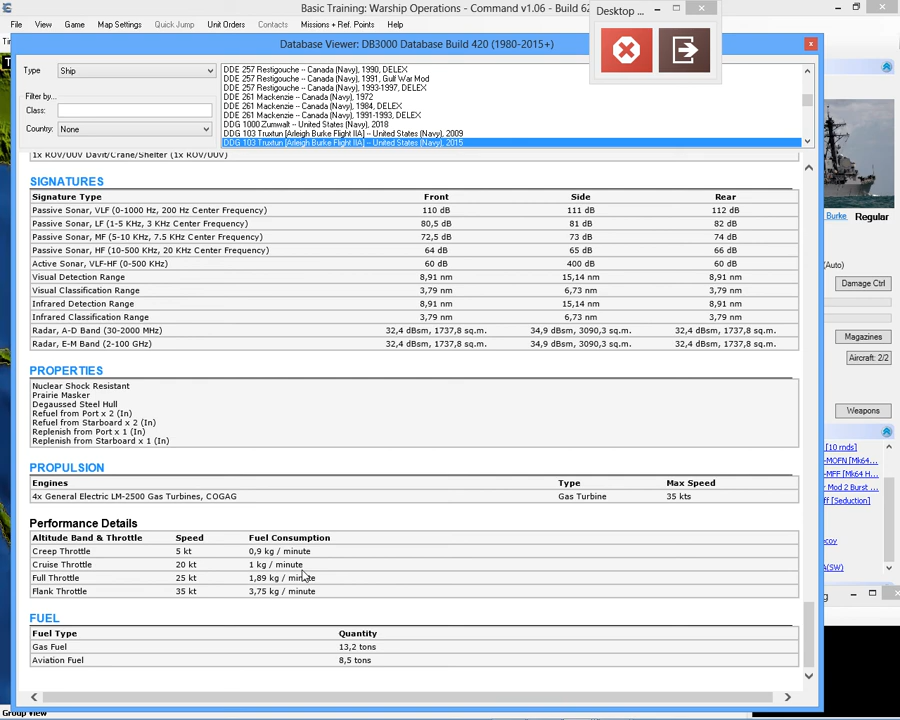 Basic Training: Warship Operations - Command v1.06 - Build 62
Desktop ...
File View Game Map Settings Quick Jump Unit Orders Contacts Missions + Ref. Points Help
Database Viewer: DB3000 Database Build 420 (1980-2015+)
Type Ship
Filter by...
Class:
Country: None
DDE 257 Restigouche -- Canada (Navy), 1990, DELEX
DDE 257 Restigouche -- Canada (Navy), 1991, Gulf War Mod
DDE 257 Restigouche -- Canada (Navy), 1993-1997, DELEX
DDE 261 Mackenzie -- Canada (Navy), 1972
DDE 261 Mackenzie -- Canada (Navy), 1984, DELEX
DDE 261 Mackenzie -- Canada (Navy), 1991-1993, DELEX
DDG 1000 Zumwalt -- United States (Navy), 2018
DDG 103 Truxtun [Arleigh Burke Flight IIA] -- United States (Navy), 2009
DDG 103 Truxtun [Arleigh Burke Flight IIA] -- United States (Navy), 2015
1x ROV/UUV Davit/Crane/Shelter (1x ROV/UUV)
SIGNATURES
Signature Type Front Side Rear
Passive Sonar, VLF (0-1000 Hz, 200 Hz Center Frequency) 110 dB 111 dB 112 dB
Passive Sonar, LF (1-5 KHz, 3 KHz Center Frequency) 80,5 dB 81 dB 82 dB
Passive Sonar, MF (5-10 KHz, 7.5 KHz Center Frequency) 72,5 dB 73 dB 74 dB
Passive Sonar, HF (10-500 KHz, 20 KHz Center Frequency) 64 dB 65 dB 66 dB
Active Sonar, VLF-HF (0-500 KHz) 60 dB 400 dB 60 dB
Visual Detection Range 8,91 nm 15,14 nm 8,91 nm
Visual Classification Range 3,79 nm 6,73 nm 3,79 nm
Infrared Detection Range 8,91 nm 15,14 nm 8,91 nm
Infrared Classification Range 3,79 nm 6,73 nm 3,79 nm
Radar, A-D Band (30-2000 MHz) 32,4 dBsm, 1737,8 sq.m. 34,9 dBsm, 3090,3 sq.m. 32,4 dBsm, 1737,8 sq.m.
Radar, E-M Band (2-100 GHz) 32,4 dBsm, 1737,8 sq.m. 34,9 dBsm, 3090,3 sq.m. 32,4 dBsm, 1737,8 sq.m.
PROPERTIES
Nuclear Shock Resistant
Prairie Masker
Degaussed Steel Hull
Refuel from Port x 2 (In)
Refuel from Starboard x 2 (In)
Replenish from Port x 1 (In)
Replenish from Starboard x 1 (In)
PROPULSION
Engines Type Max Speed
4x General Electric LM-2500 Gas Turbines, COGAG Gas Turbine 35 kts
Performance Details
Altitude Band & Throttle Speed Fuel Consumption
Creep Throttle 5 kt 0,9 kg / minute
Cruise Throttle 20 kt 1 kg / minute
Full Throttle 25 kt 1,89 kg / minute
Flank Throttle 35 kt 3,75 kg / minute
FUEL
Fuel Type Quantity
Gas Fuel 13,2 tons
Aviation Fuel 8,5 tons
Burke Regular
(Auto)
Damage Ctrl
Magazines
Aircraft: 2/2
Weapons
[10 rnds]
-MOFN [Mk64...
-MFF [Mk64...
Mod 2 Burst ...
ff [Seduction]
Group View